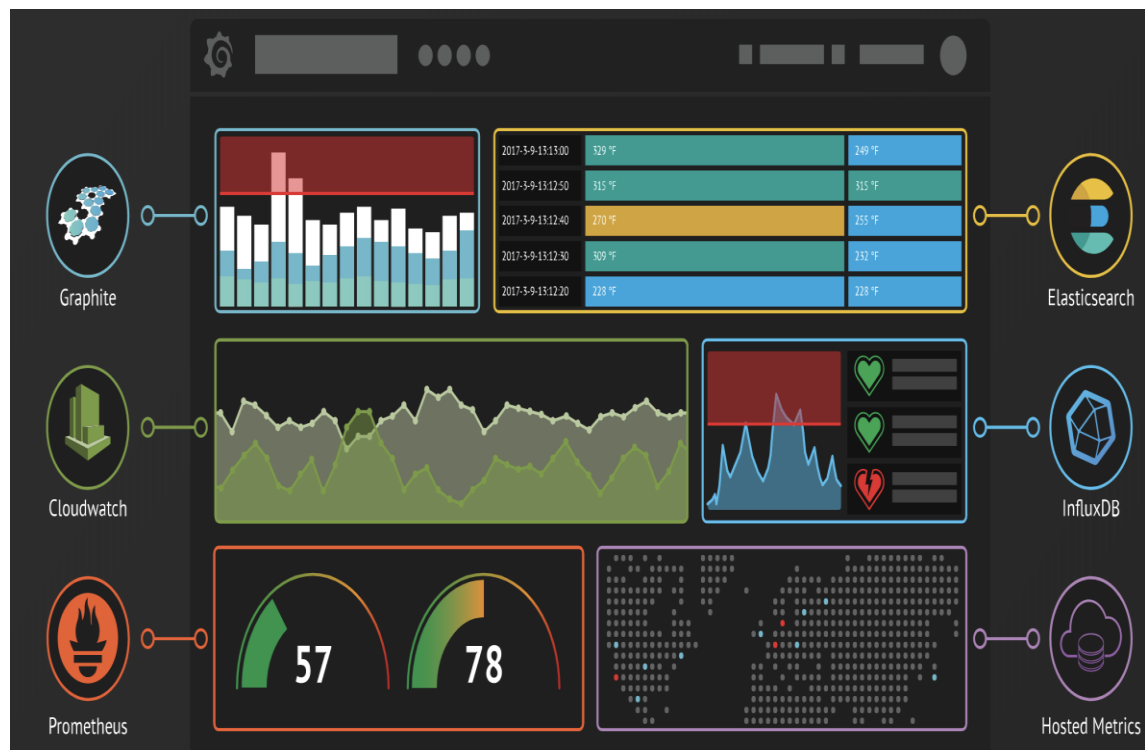 2017-3-9-13:13:00 329 °F 249 °F
2017-3-9-13:12:50 315 °F 315 °F
2017-3-9-13:12:40 270 °F 255 °F
2017-3-9-13:12:30 309 °F 232 °F
2017-3-9-13:12:20 228 °F 228 °F
Graphite
Elasticsearch
Cloudwatch
InfluxDB
57
78
Prometheus
Hosted Metrics